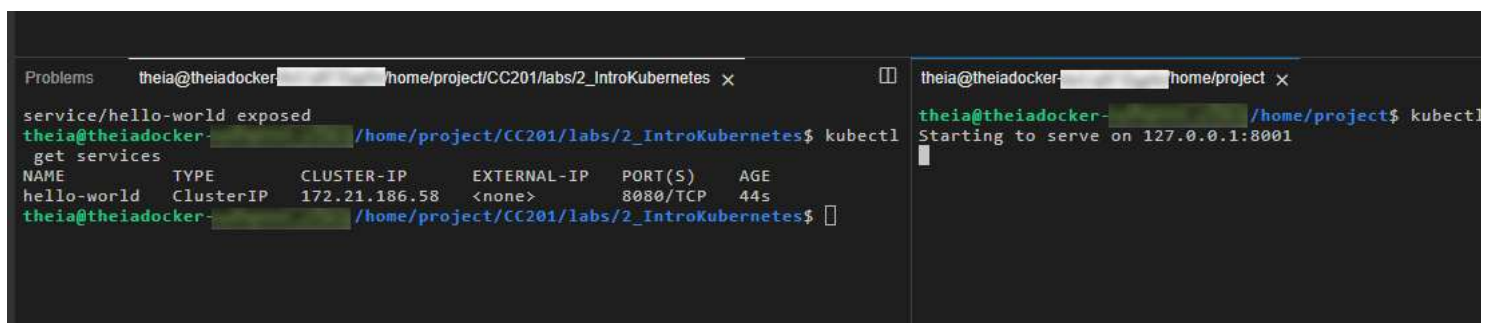 Problems theia@theiadocker- /home/project/CC201/labs/2_IntroKubernetes ×
service/hello-world exposed
theia@theiadocker- /home/project/CC201/labs/2_IntroKubernetes$ kubectl
get services
NAME TYPE CLUSTER-IP EXTERNAL-IP PORT(S) AGE
hello-world ClusterIP 172.21.186.58 <none> 8080/TCP 44s
theia@theiadocker- /home/project/CC201/labs/2_IntroKubernetes$
theia@theiadocker- /home/project ×
theia@theiadocker- /home/project$ kubectl
Starting to serve on 127.0.0.1:8001